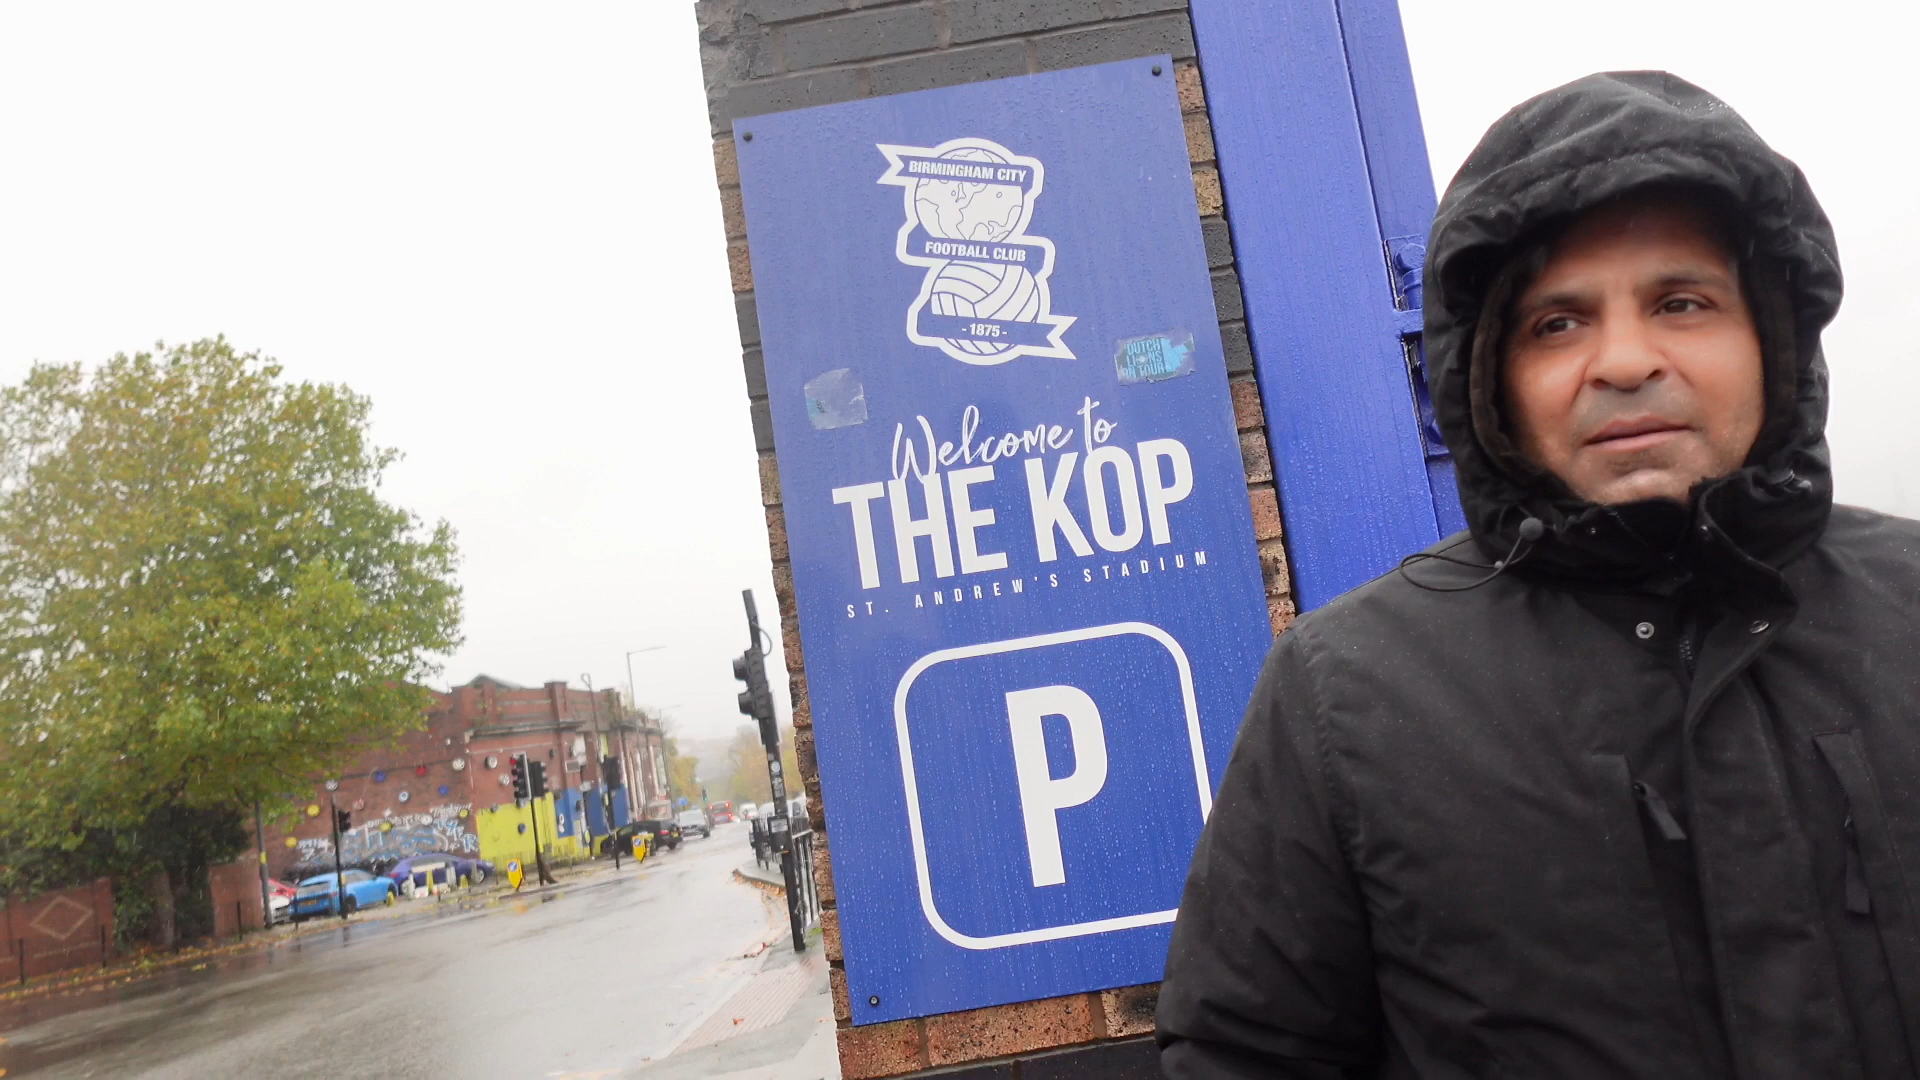 BIRMINGHAM CITY
FOOTBALL CLUB
- 1875 -
DUTCH
LIONS
ON TOUR
Welcome to
THE KOP
ST. ANDREW'S STADIUM
P